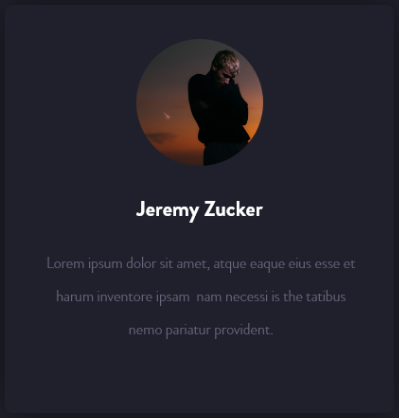 Jeremy Zucker
Lorem ipsum dolor sit amet, atque eaque eius esse et
harum inventore ipsam nam necessi is the tatibus
nemo pariatur provident.